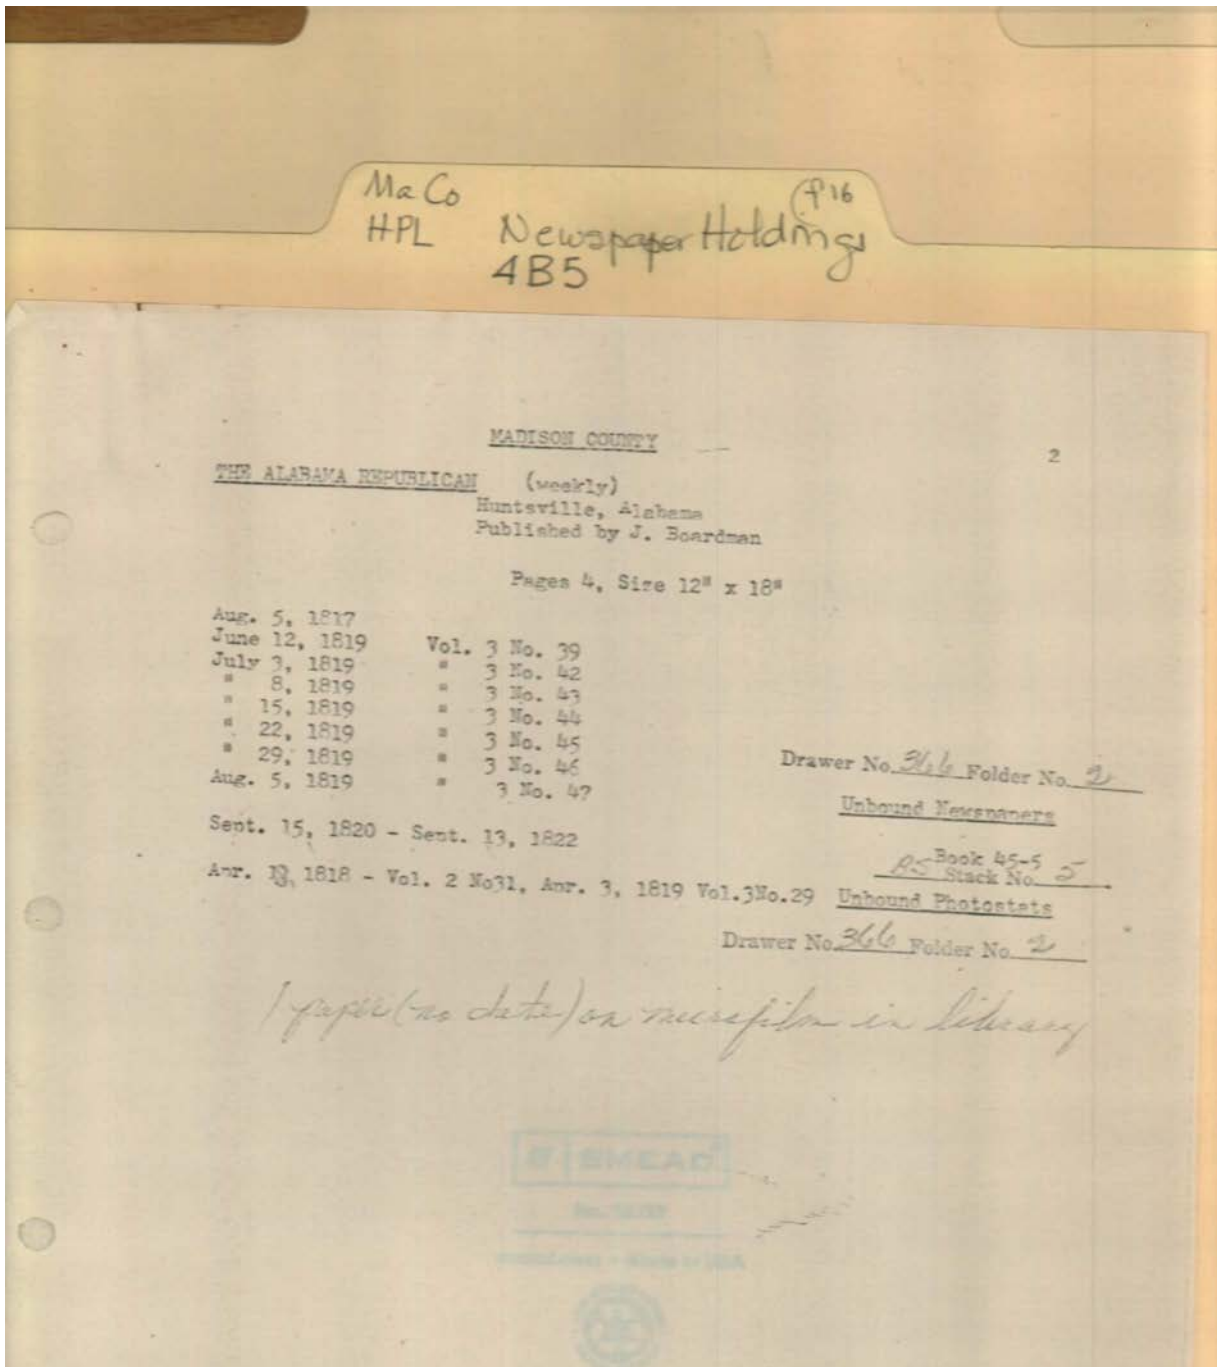 Ma Co (P16
HPL Newspaper Holdings
4B5
MADISON COUNTY
2
THE ALABAMA REPUBLICAN (weekly)
Huntsville, Alabama
Published by J. Boardman
Pages 4, Size 12" x 18"
Aug. 5, 1817
June 12, 1819 Vol. 3 No. 39
July 3, 1819 " 3 No. 42
" 8, 1819 " 3 No. 43
" 15, 1819 " 3 No. 44
" 22, 1819 " 3 No. 45
" 29, 1819 " 3 No. 46
Aug. 5, 1819 " 3 No. 47
Drawer No. 366 Folder No. 2
Unbound Newspapers
Sept. 15, 1820 - Sept. 13, 1822
Book 45-5
BS Stack No. 5
Apr. 1818 - Vol. 2 No31, Apr. 3, 1819 Vol.3No.29 Unbound Photostats
Drawer No. 366 Folder No. 2
1 paper (no date) on microfilm in library
SMEAD